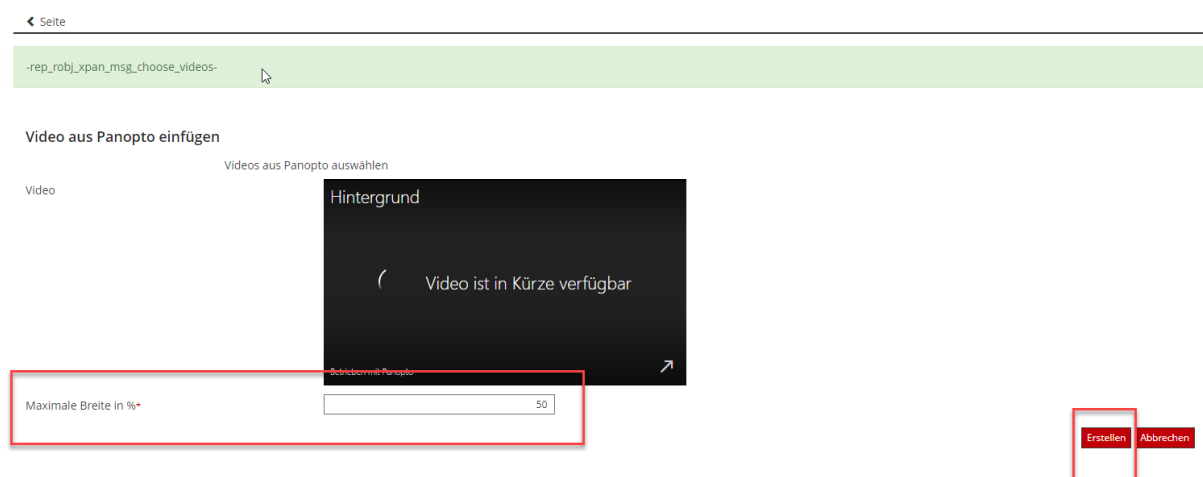 Seite
-rep_robj_xpan_msg_choose_videos-
Video aus Panopto einfügen
Videos aus Panopto auswählen
Video
Hintergrund
Video ist in Kürze verfügbar
Betrieben mit Panopto
Maximale Breite in %*
50
Erstellen Abbrechen